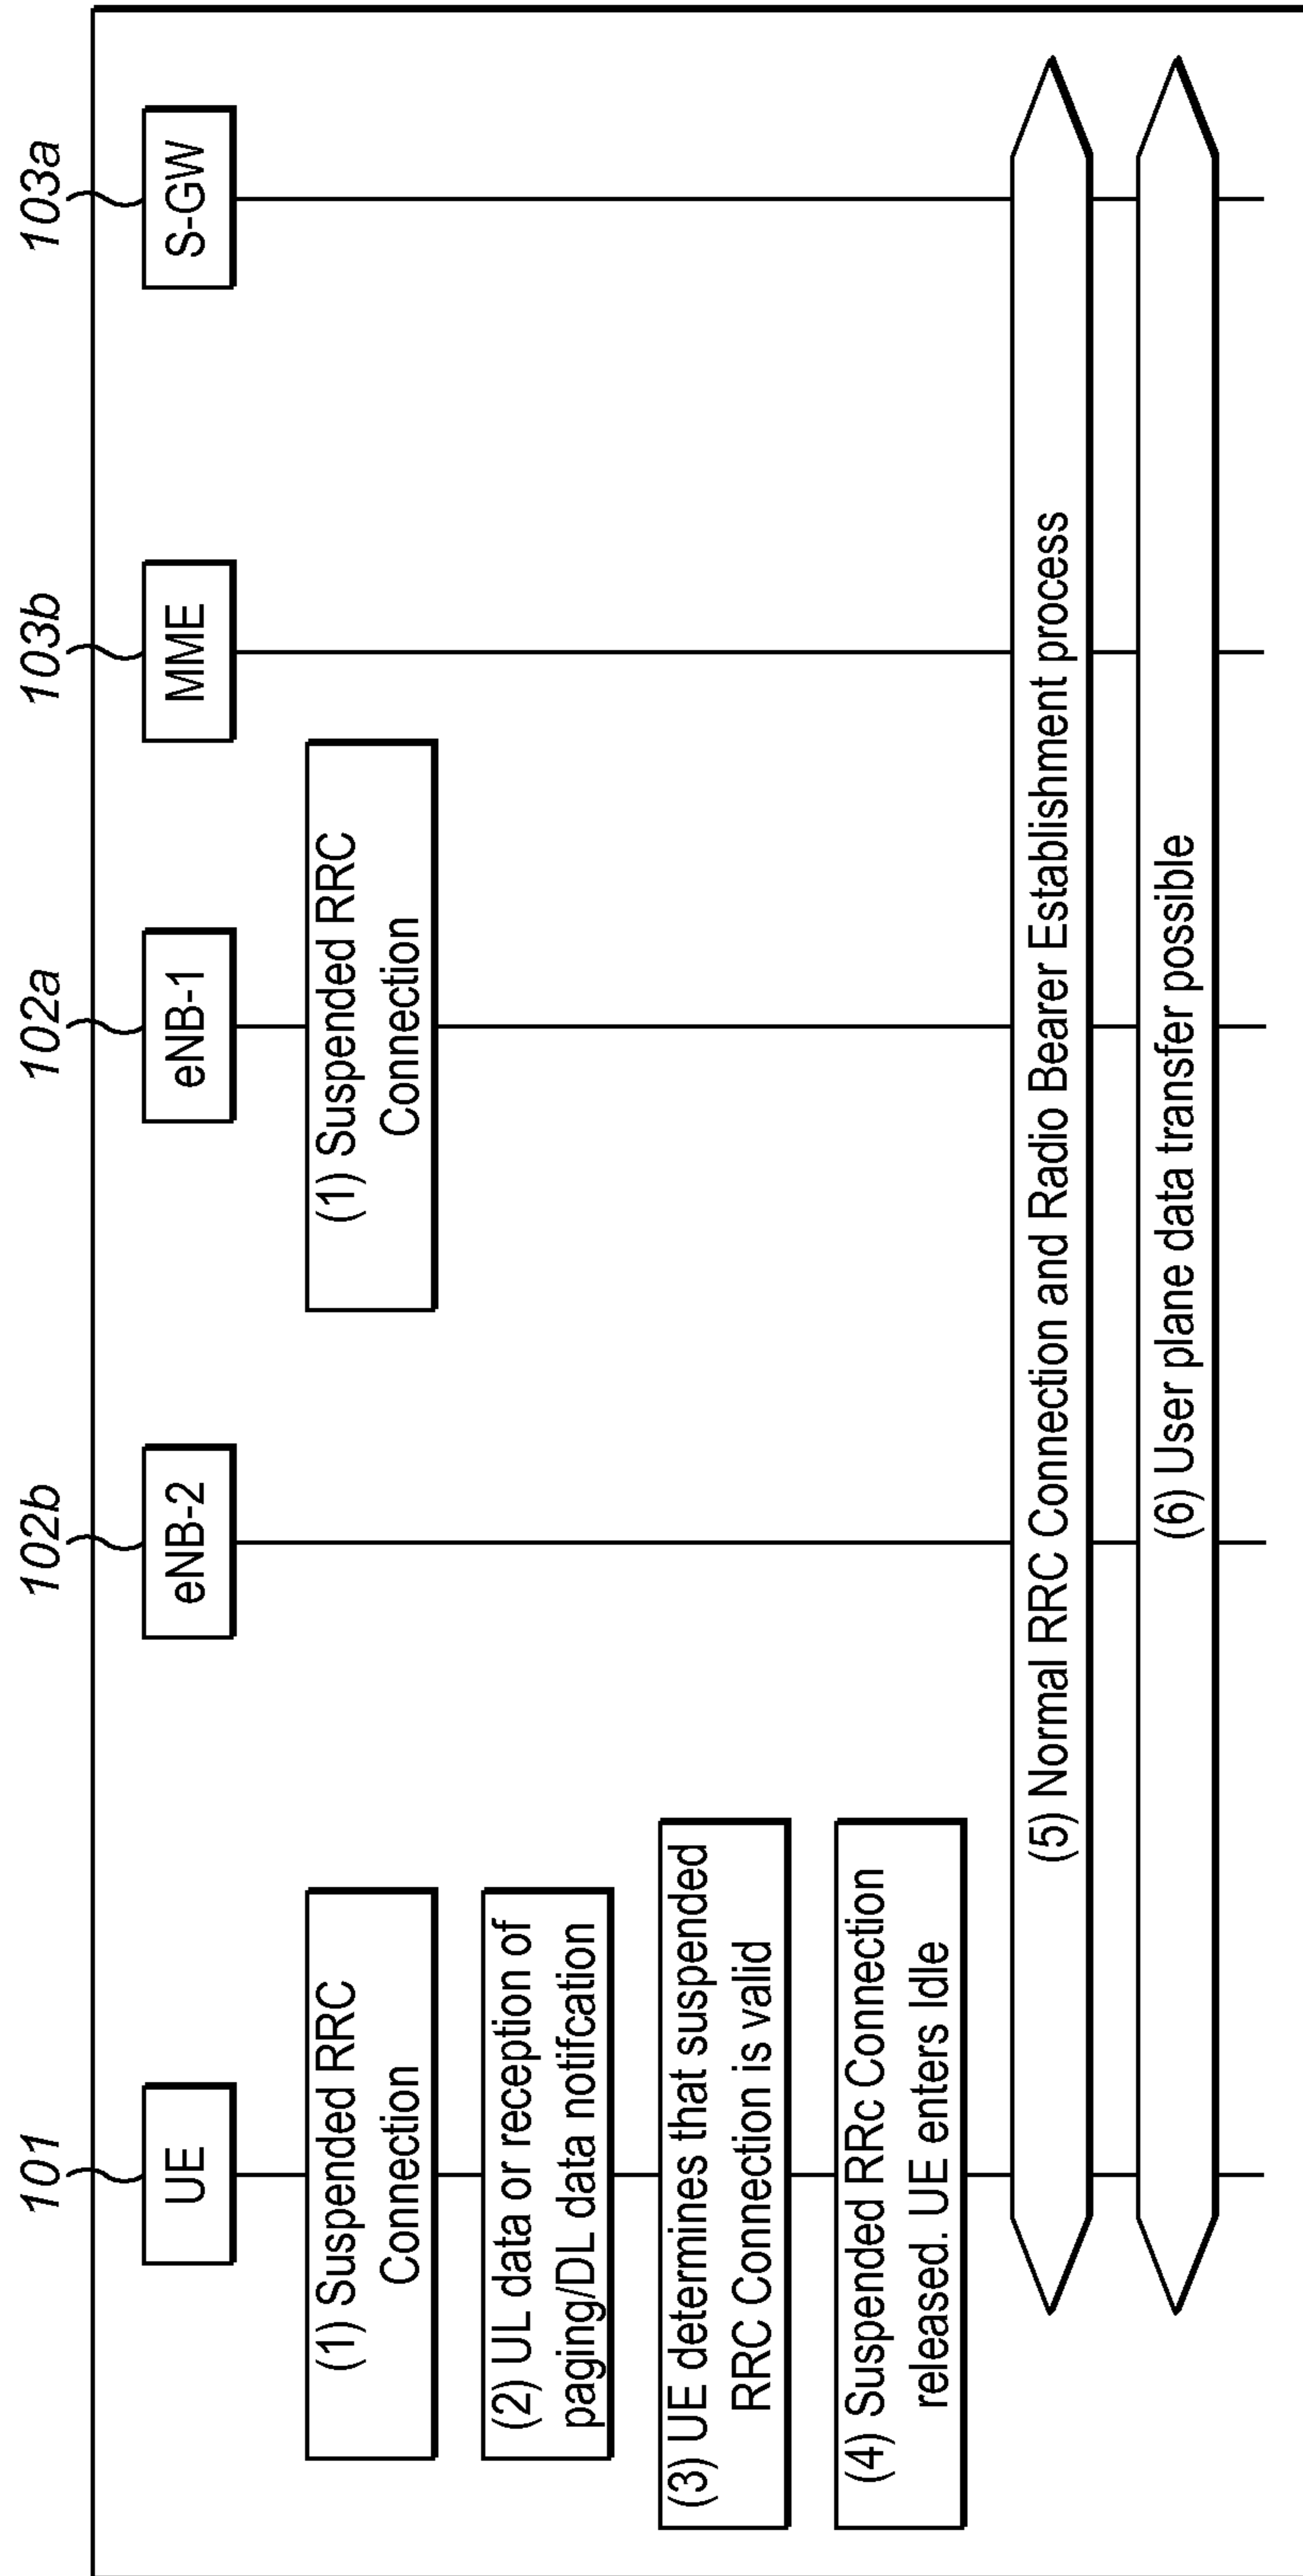 101
102b
102a
103b
103a
UE
eNB-2
eNB-1
MME
S-GW
(1) Suspended RRC
Connection
(1) Suspended RRC
Connection
(2) UL data or reception of
paging/DL data notifcation
(3) UE determines that suspended
RRC Connection is valid
(4) Suspended RRc Connection
released. UE enters Idle
(5) Normal RRC Connection and Radio Bearer Establishment process
(6) User plane data transfer possible